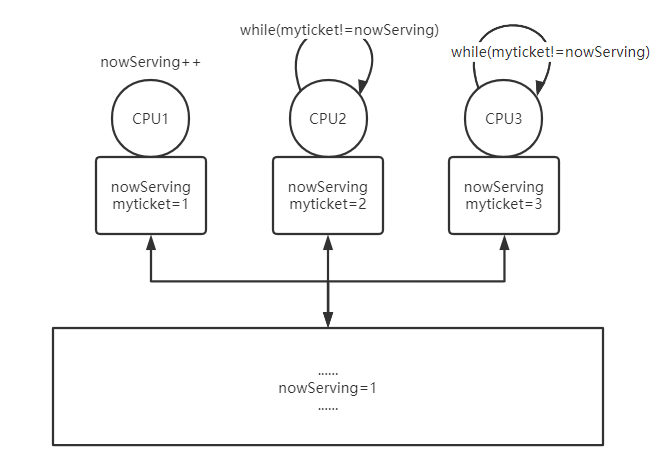 while(myticket!=nowServing)
while(myticket!=nowServing)
nowServing++
CPU1
CPU2
CPU3
nowServing
myticket=1
nowServing
myticket=2
nowServing
myticket=3
......
nowServing=1
......